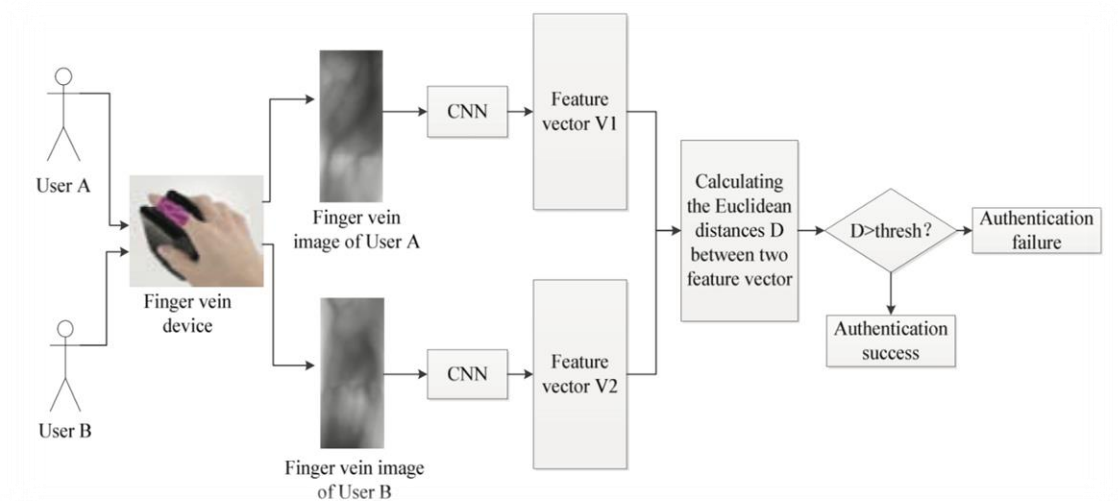 User A
User B
Finger vein
device
Finger vein
image of User A
Finger vein image
of User B
CNN
CNN
Feature
vector V1
Feature
vector V2
Calculating
the Euclidean
distances D
between two
feature vector
D>thresh?
Authentication
failure
Authentication
success